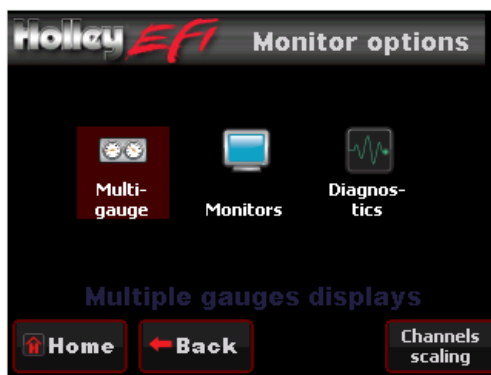 Holley EFI Monitor options
Multi-
gauge
Monitors
Diagnos-
tics
Multiple gauges displays
Home
Back
Channels
scaling